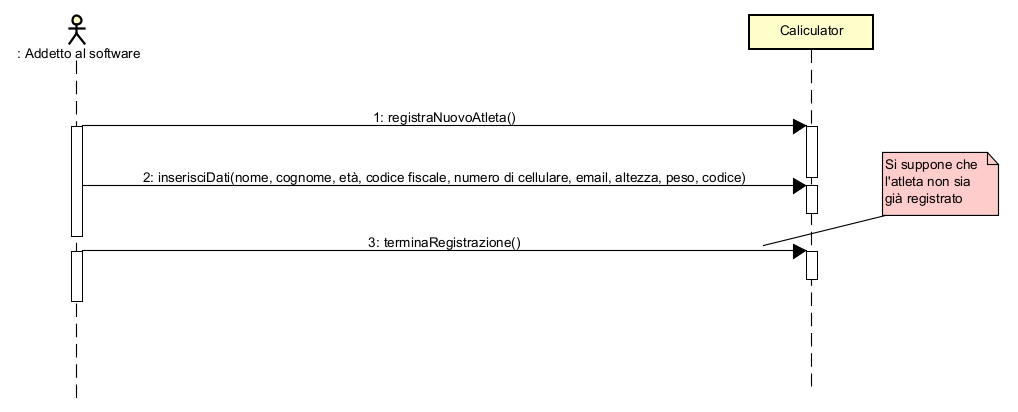 : Addetto al software
Caliculator
1: registraNuovoAtleta()
2: inserisciDati(nome, cognome, età, codice fiscale, numero di cellulare, email, altezza, peso, codice)
Si suppone che
l'atleta non sia
già registrato
3: terminaRegistrazione()